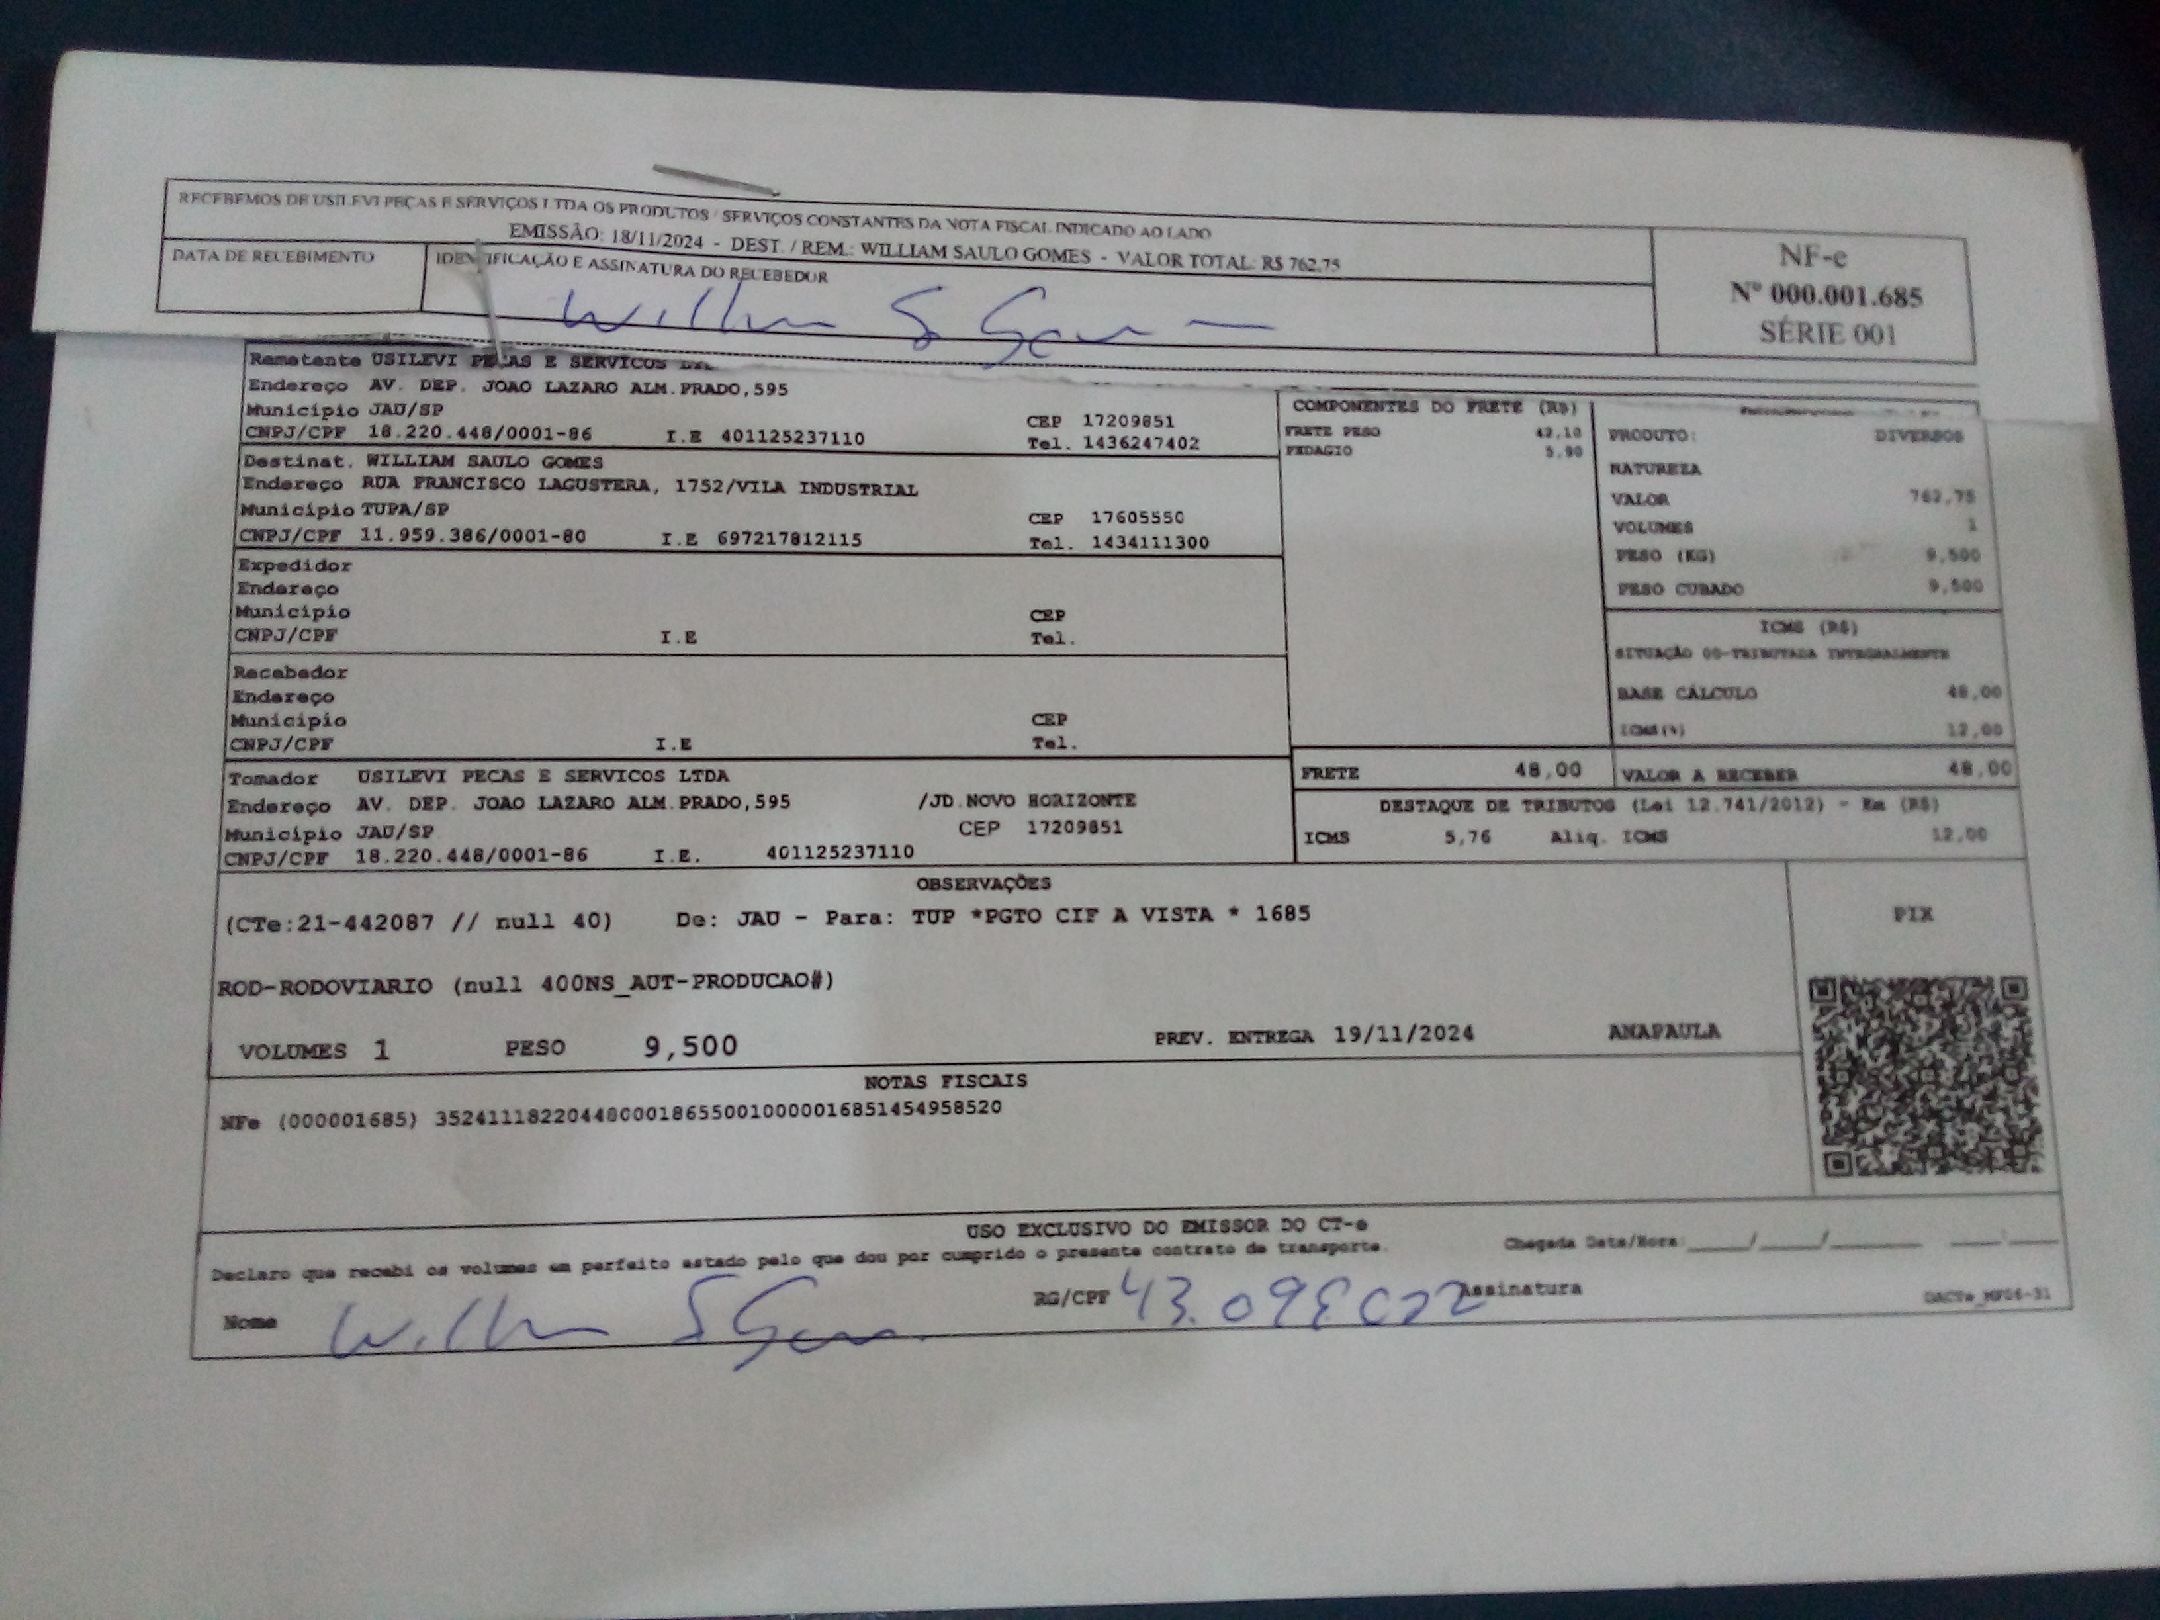 RECEBEMOS DE USILEVI PEÇAS E SERVIÇOS LTDA OS PRODUTOS / SERVIÇOS CONSTANTES DA NOTA FISCAL INDICADO AO LADO
EMISSÃO: 18/11/2024 - DEST. / REM.: WILLIAM SAULO GOMES - VALOR TOTAL: R$ 762,75
DATA DE RECEBIMENTO IDENTIFICAÇÃO E ASSINATURA DO RECEBEDOR
NF-e
Nº 000.001.685
SÉRIE 001
Remetente USILEVI PECAS E SERVICOS
Endereço AV. DEP. JOAO LAZARO ALM.PRADO,595
Município JAU/SP CEP 17209851
CNPJ/CPF 18.220.448/0001-86 I.E 401125237110 Tel. 1436247402
Destinat. WILLIAM SAULO GOMES
Endereço RUA FRANCISCO LAGUSTERA, 1752/VILA INDUSTRIAL
Município TUPA/SP CEP 17605550
CNPJ/CPF 11.959.386/0001-80 I.E 697217812115 Tel. 1434111300
Expedidor
Endereço
Município CEP
CNPJ/CPF I.E Tel.
Recebedor
Endereço
Município CEP
CNPJ/CPF I.E Tel.
Tomador USILEVI PECAS E SERVICOS LTDA
Endereço AV. DEP. JOAO LAZARO ALM.PRADO,595 /JD.NOVO HORIZONTE
Município JAU/SP CEP 17209851
CNPJ/CPF 18.220.448/0001-86 I.E. 401125237110
COMPONENTES DO FRETE (R$)
FRETE PESO 42,10
PEDAGIO 5,90
PRODUTO: DIVERSOS
NATUREZA
VALOR 762,75
VOLUMES 1
PESO (KG) 9,500
PESO CUBADO 9,500
ICMS (R$)
SITUAÇÃO 00-TRIBUTADA INTEGRALMENTE
BASE CÁLCULO 48,00
ICMS(%) 12,00
FRETE 48,00 VALOR A RECEBER 48,00
DESTAQUE DE TRIBUTOS (Lei 12.741/2012) - Em (R$)
ICMS 5,76 Aliq. ICMS 12,00
OBSERVAÇÕES
(CTe:21-442087 // null 40) De: JAU - Para: TUP *PGTO CIF A VISTA * 1685
ROD-RODOVIARIO (null 400NS_AUT-PRODUCAO#)
VOLUMES 1 PESO 9,500 PREV. ENTREGA 19/11/2024 ANAPAULA
PIX
NOTAS FISCAIS
NFe (000001685) 35241118220448000186550010000016851454958520
USO EXCLUSIVO DO EMISSOR DO CT-e
Declaro que recebi os volumes em perfeito estado pelo que dou por cumprido o presente contrato de transporte. Chegada Data/Hora: ____/____/____
Nome RG/CPF Assinatura